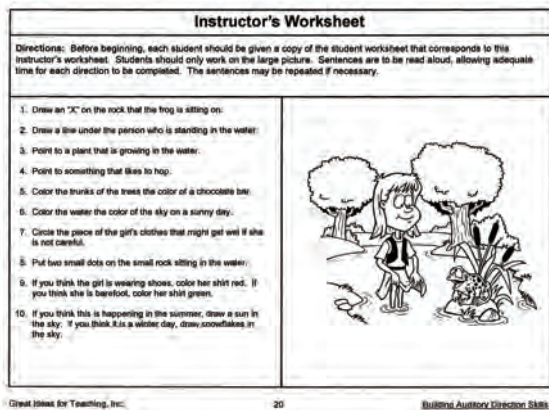 Instructor's Worksheet
Directions: Before beginning, each student should be given a copy of the student worksheet that corresponds to this
instructor's worksheet. Students should only work on the large picture. Sentences are to be read aloud, allowing adequate
time for each direction to be completed. The sentences may be repeated if necessary.
1. Draw an "X" on the rock that the frog is sitting on.
2. Draw a line under the person who is standing in the water.
3. Point to a plant that is growing in the water.
4. Point to something that likes to hop.
5. Color the trunks of the trees the color of a chocolate bar.
6. Color the water the color of the sky on a sunny day.
7. Circle the piece of the girl's clothes that might get wet if she
is not careful.
8. Put two small dots on the small rock sitting in the water.
9. If you think the girl is wearing shoes, color her shirt red. If
you think she is barefoot, color her shirt green.
10. If you think this is happening in the summer, draw a sun in
the sky. If you think it is a winter day, draw snowflakes in
the sky.
Great Ideas for Teaching, Inc.
20
Building Auditory Direction Skills